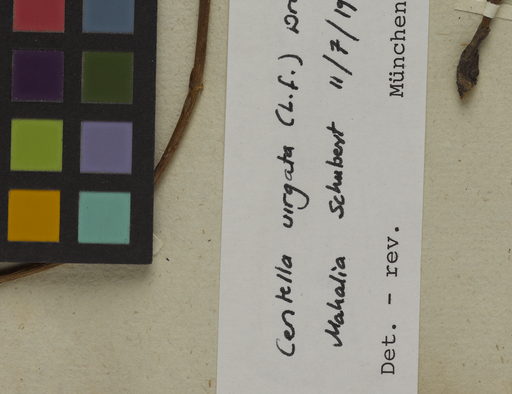 Centella virgata (L.f.)
Mahalia Schubert 11/7/19
Det. - rev. München